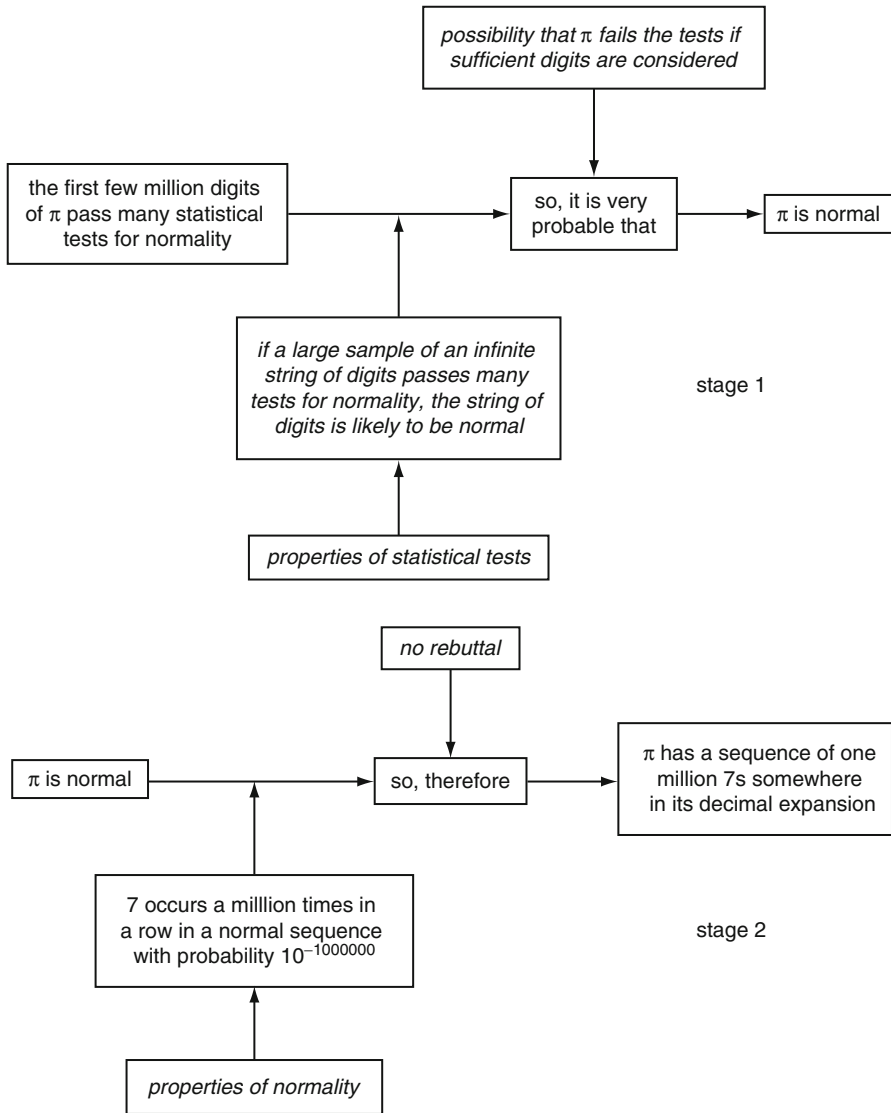 possibility that π fails the tests if
sufficient digits are considered
the first few million digits
of π pass many statistical
tests for normality
so, it is very
probable that
π is normal
if a large sample of an infinite
string of digits passes many
tests for normality, the string of
digits is likely to be normal
stage 1
properties of statistical tests
no rebuttal
π is normal
so, therefore
π has a sequence of one
million 7s somewhere
in its decimal expansion
7 occurs a milllion times in
a row in a normal sequence
with probability 10⁻¹⁰⁰⁰⁰⁰⁰
stage 2
properties of normality